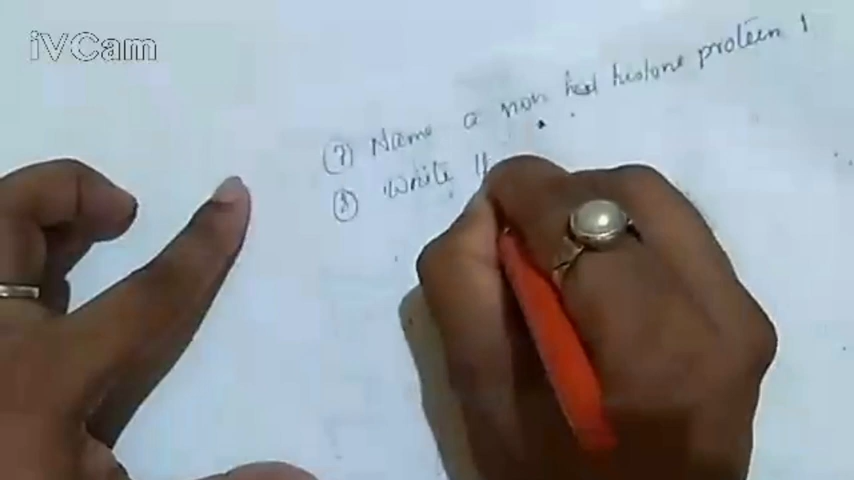 iVCam
(7) Name a non histone protein
(8) write